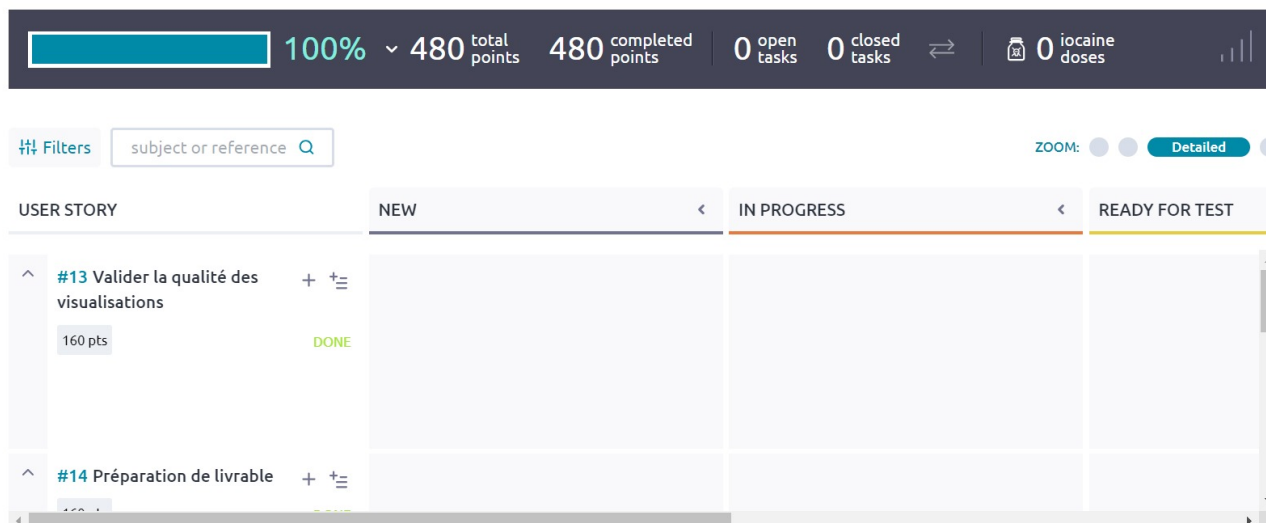 100% 480 total points 480 completed points 0 open tasks 0 closed tasks 0 iocaine doses
Filters subject or reference ZOOM: Detailed
USER STORY NEW IN PROGRESS READY FOR TEST
#13 Valider la qualité des
visualisations
160 pts DONE
#14 Préparation de livrable